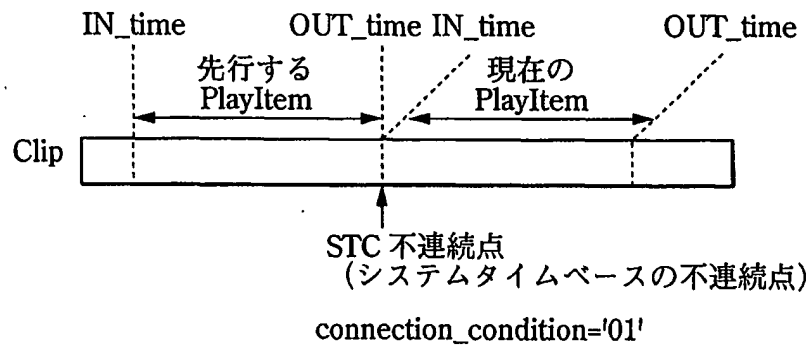 IN_time OUT_time IN_time OUT_time
先行する 現在の
PlayItem PlayItem
Clip
STC 不連続点
(システムタイムベースの不連続点)
connection_condition='01'